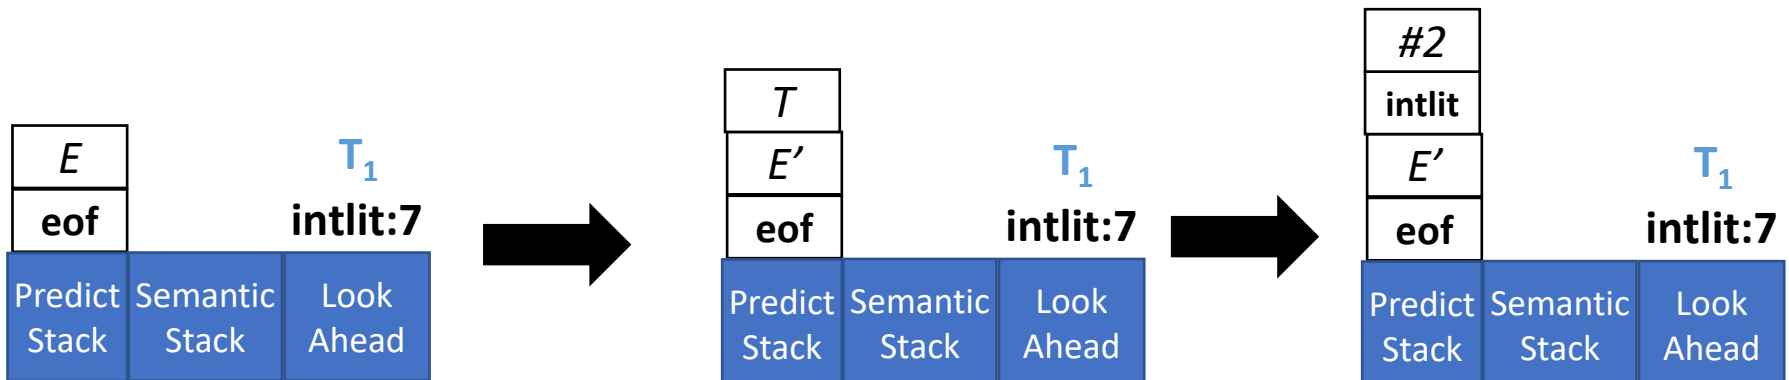 E
eof
T1
intlit:7
Predict Stack
Semantic Stack
Look Ahead
T
E’
eof
T1
intlit:7
Predict Stack
Semantic Stack
Look Ahead
#2
intlit
E’
eof
T1
intlit:7
Predict Stack
Semantic Stack
Look Ahead